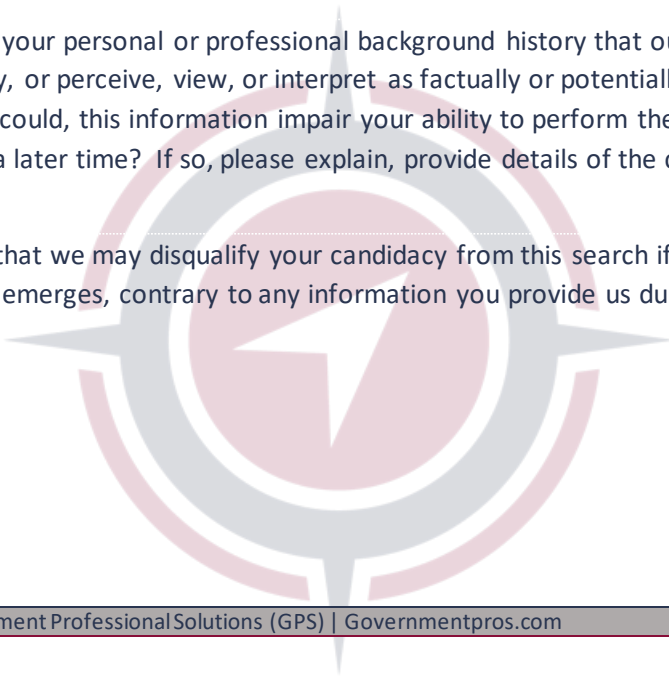 your personal or professional background history that ou
y, or perceive, view, or interpret as factually or potentiall
could, this information impair your ability to perform the
a later time? If so, please explain, provide details of the
that we may disqualify your candidacy from this search if
emerges, contrary to any information you provide us du
ment Professional Solutions (GPS) | Governmentpros.com